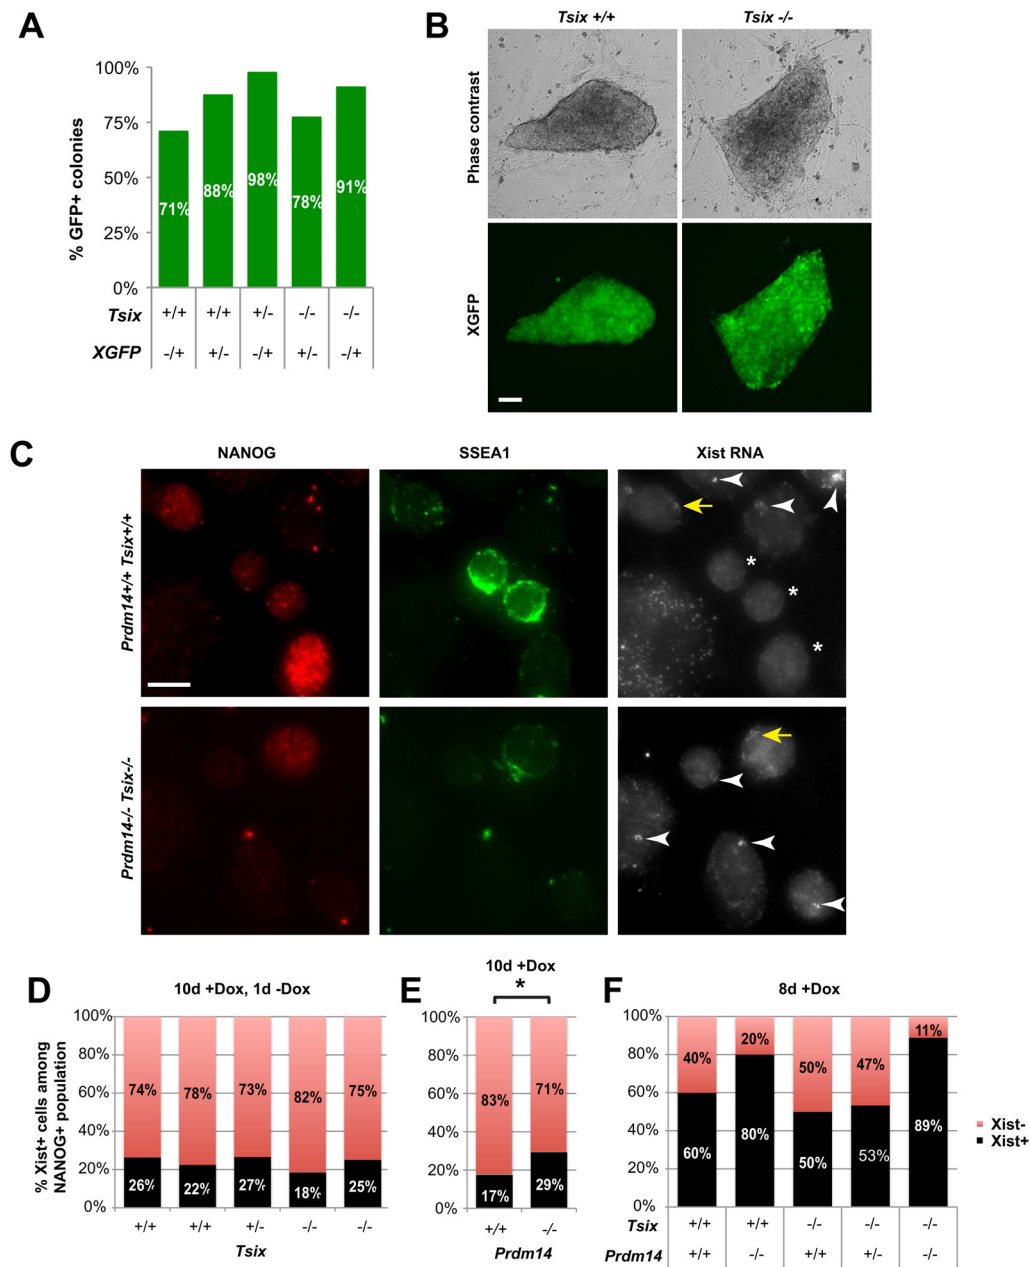 A
100%
75%
50%
25%
0%
% GFP+ colonies
71%
88%
98%
78%
91%
Tsix +/+ +/+ +/- -/- -/-
XGFP -/+ +/- -/+ +/- -/+
B
Tsix +/+ Tsix -/-
Phase contrast
XGFP
C
NANOG SSEA1 Xist RNA
Prdm14+/+ Tsix+/+
* * *
Prdm14-/- Tsix-/-
D
10d +Dox, 1d -Dox
% Xist+ cells among
NANOG+ population
100%
80%
60%
40%
20%
0%
74% 78% 73% 82% 75%
26% 22% 27% 18% 25%
+/+ +/+ +/- -/- -/-
Tsix
E
10d +Dox
*
100%
80%
60%
40%
20%
0%
83% 71%
17% 29%
+/+ -/-
Prdm14
F
8d +Dox
100%
80%
60%
40%
20%
0%
40% 20% 50% 47% 11%
60% 80% 50% 53% 89%
Tsix +/+ +/+ -/- -/- -/-
Prdm14 +/+ -/- +/+ +/- -/-
Xist-
Xist+